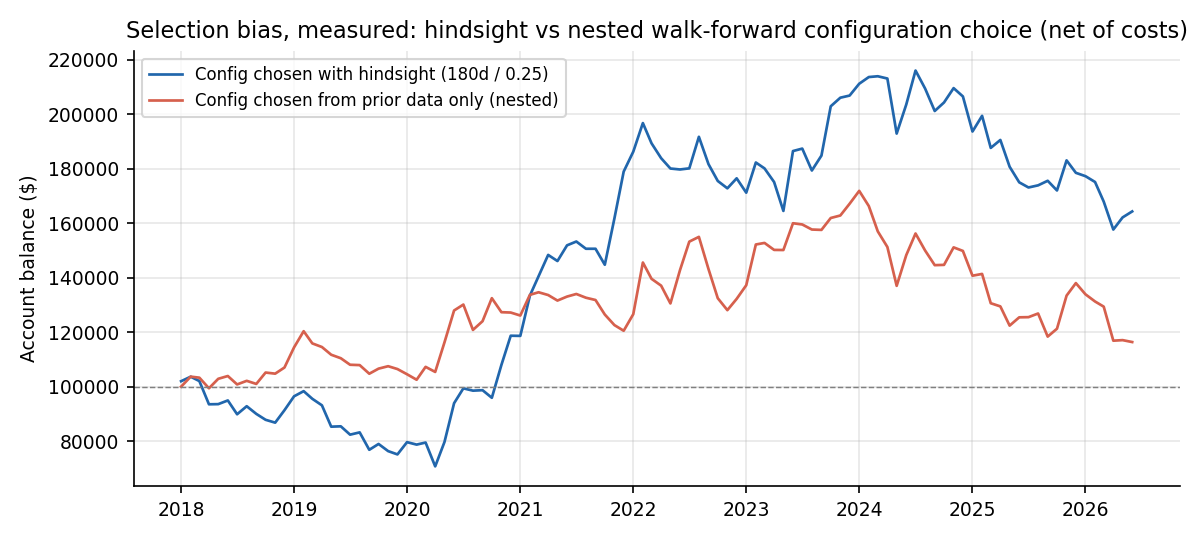 Selection bias, measured: hindsight vs nested walk-forward configuration choice (net of costs)
Config chosen with hindsight (180d / 0.25)
Config chosen from prior data only (nested)
Account balance ($)
220000
200000
180000
160000
140000
120000
100000
80000
2018 2019 2020 2021 2022 2023 2024 2025 2026